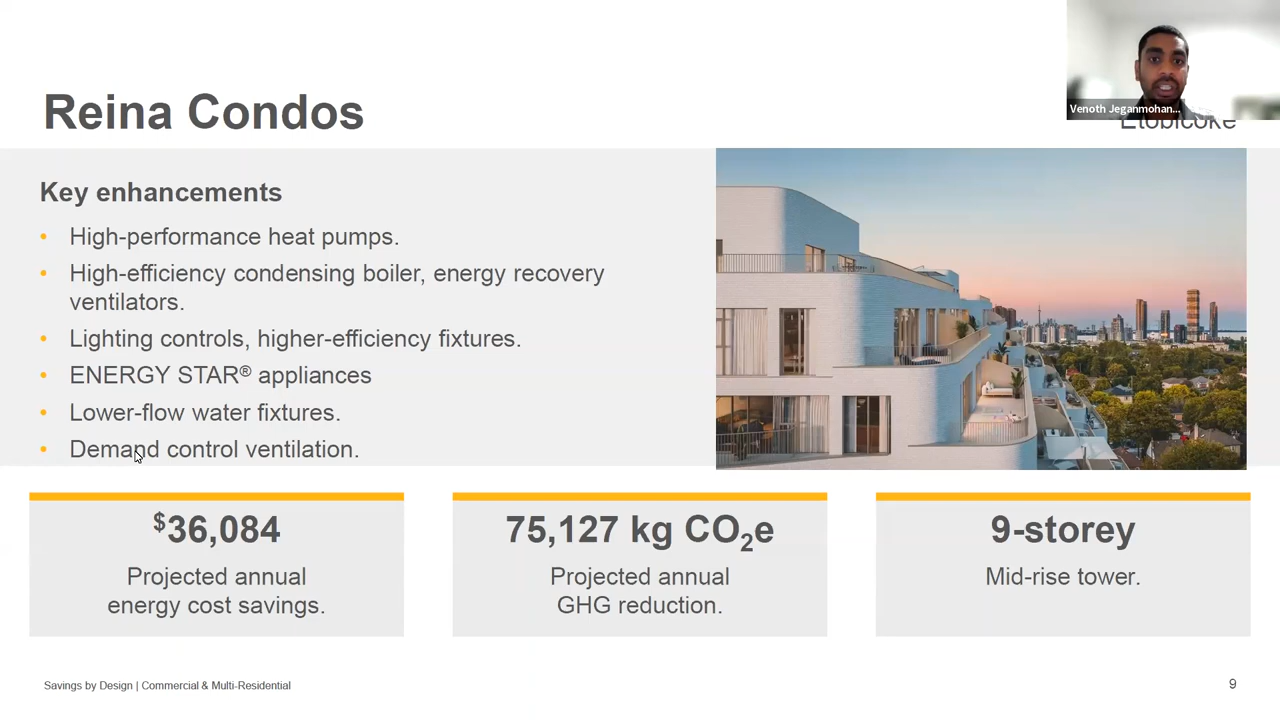 Venoth Jeganmohan...
Reina Condos
Etobicoke
Key enhancements
• High-performance heat pumps.
• High-efficiency condensing boiler, energy recovery
ventilators.
• Lighting controls, higher-efficiency fixtures.
• ENERGY STAR® appliances
• Lower-flow water fixtures.
• Demand control ventilation.
$36,084
Projected annual
energy cost savings.
75,127 kg CO₂e
Projected annual
GHG reduction.
9-storey
Mid-rise tower.
Savings by Design | Commercial & Multi-Residential
9